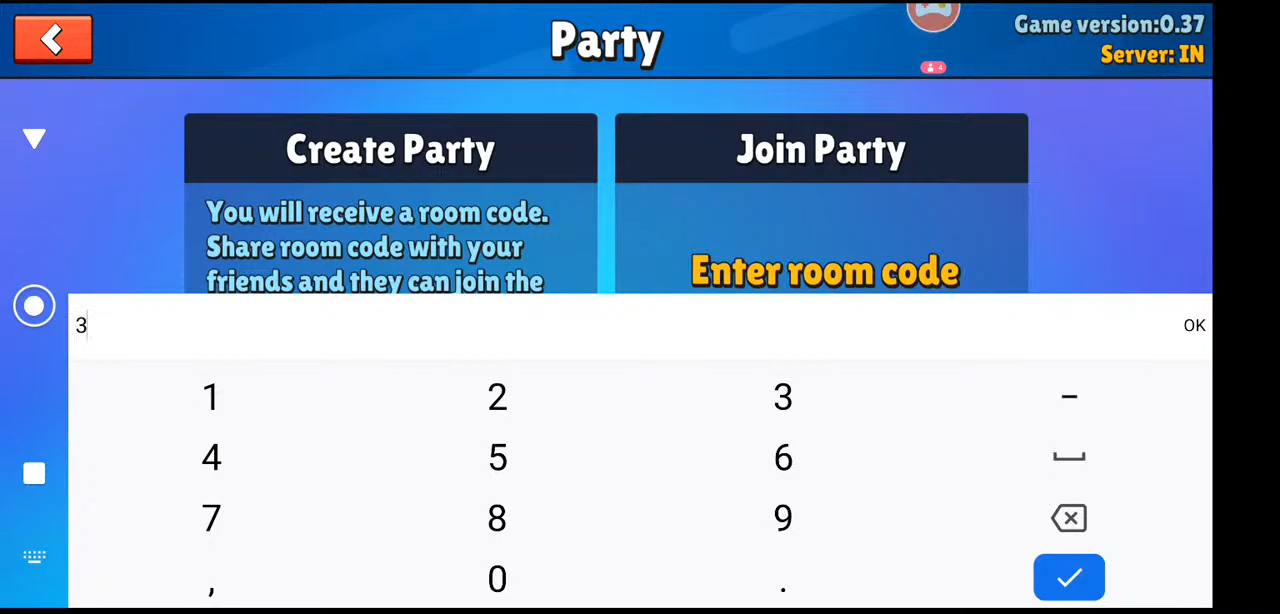 Party
Game version:0.37
Server: IN
4
Create Party
You will receive a room code.
Share room code with your
friends and they can join the
Join Party
Enter room code
3
OK
1 2 3 -
4 5 6
7 8 9
, 0 .